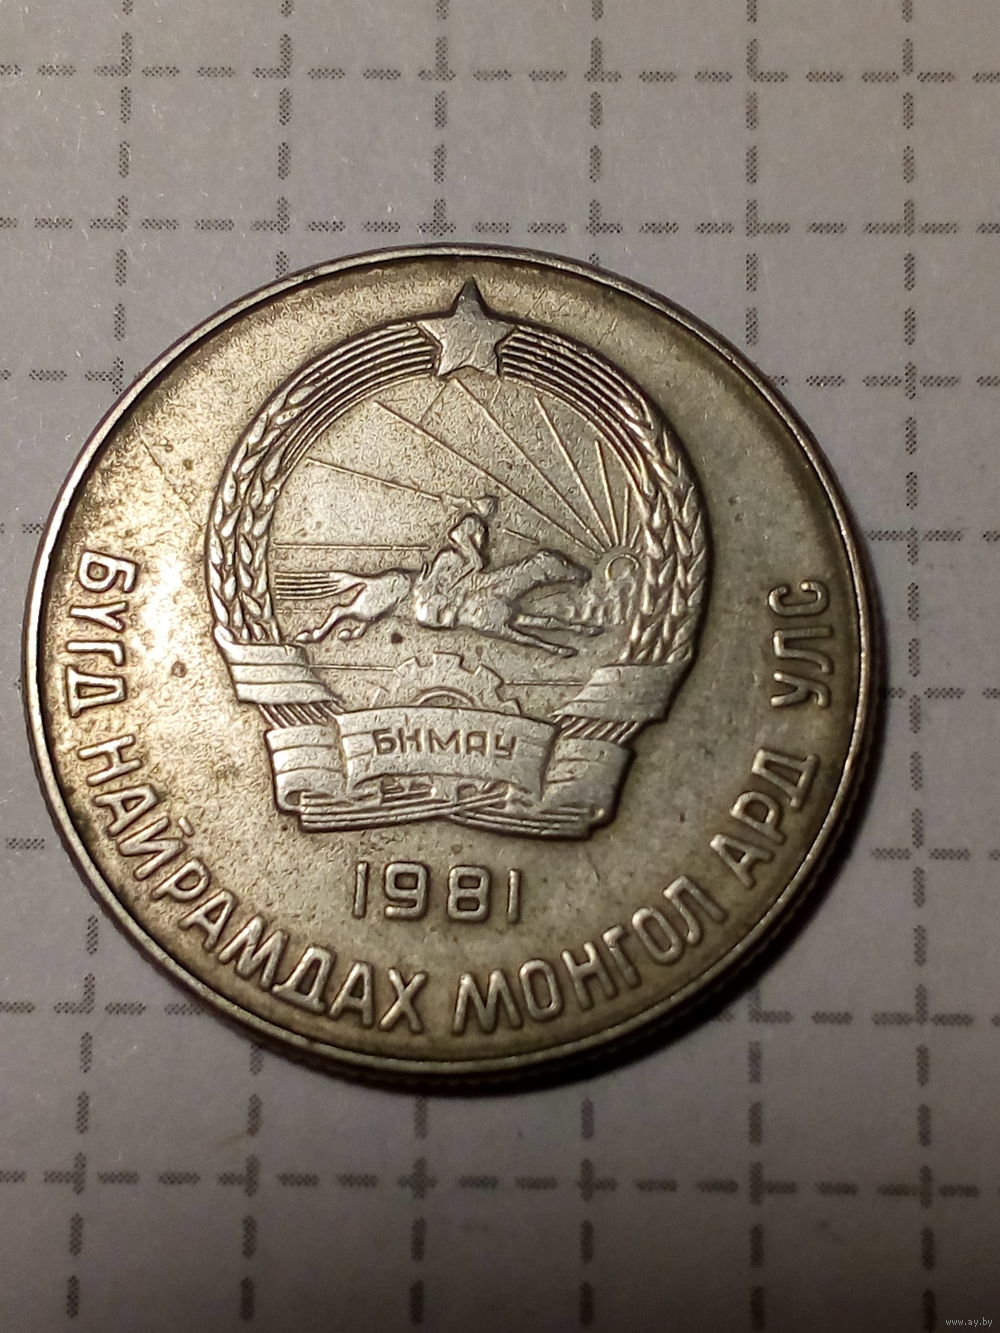 БНМАУ
1981
БҮГД НАЙРАМДАХ МОНГОЛ АРД УЛС
www.ay.by